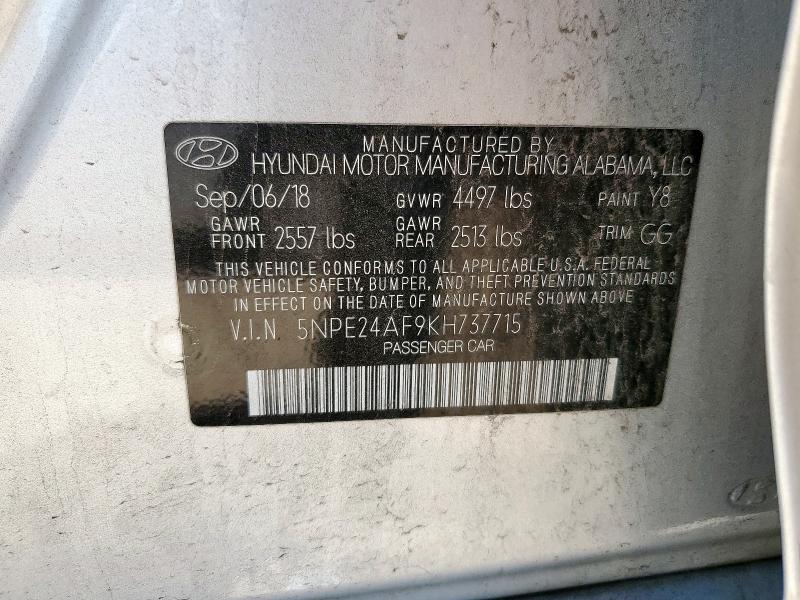 MANUFACTURED BY
HYUNDAI MOTOR MANUFACTURING ALABAMA, LLC
Sep/06/18 GVWR 4497 lbs PAINT Y8
GAWR FRONT 2557 lbs GAWR REAR 2513 lbs TRIM GG
THIS VEHICLE CONFORMS TO ALL APPLICABLE U.S.A. FEDERAL
MOTOR VEHICLE SAFETY, BUMPER, AND THEFT PREVENTION STANDARDS
IN EFFECT ON THE DATE OF MANUFACTURE SHOWN ABOVE.
V.I.N 5NPE24AF9KH737715
PASSENGER CAR